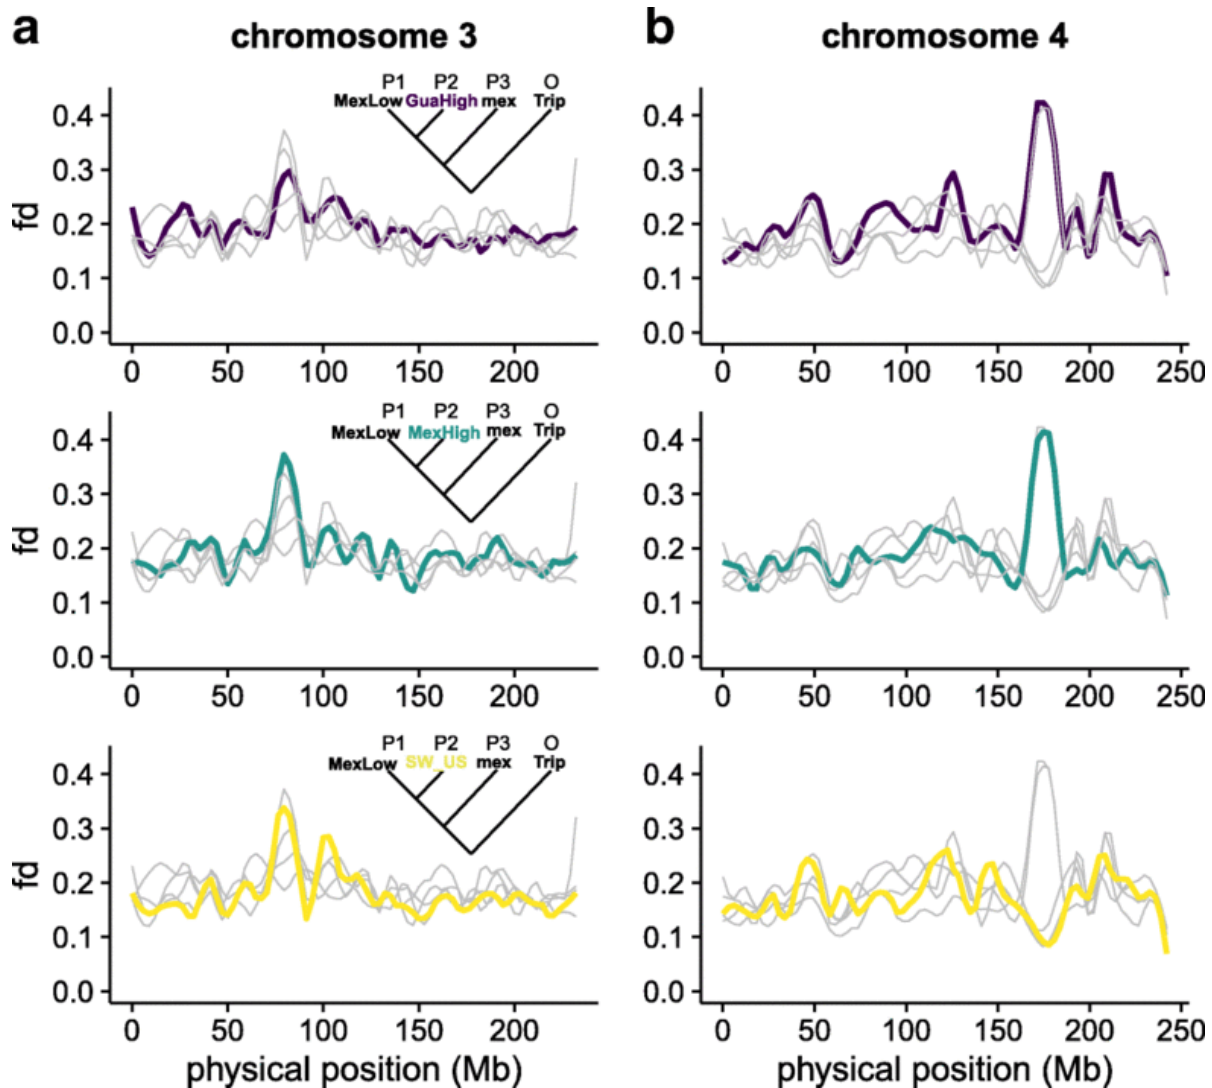 a
chromosome 3
b
chromosome 4
P1 P2 P3 O
MexLow GuaHigh mex Trip
0.4
0.3
0.2
0.1
0.0
fd
0 50 100 150 200
0.4
0.3
0.2
0.1
0.0
fd
0 50 100 150 200 250
P1 P2 P3 O
MexLow MexHigh mex Trip
0.4
0.3
0.2
0.1
0.0
fd
0 50 100 150 200
0.4
0.3
0.2
0.1
0.0
fd
0 50 100 150 200 250
P1 P2 P3 O
MexLow SW_US mex Trip
0.4
0.3
0.2
0.1
0.0
fd
0 50 100 150 200
physical position (Mb)
0.4
0.3
0.2
0.1
0.0
fd
0 50 100 150 200 250
physical position (Mb)